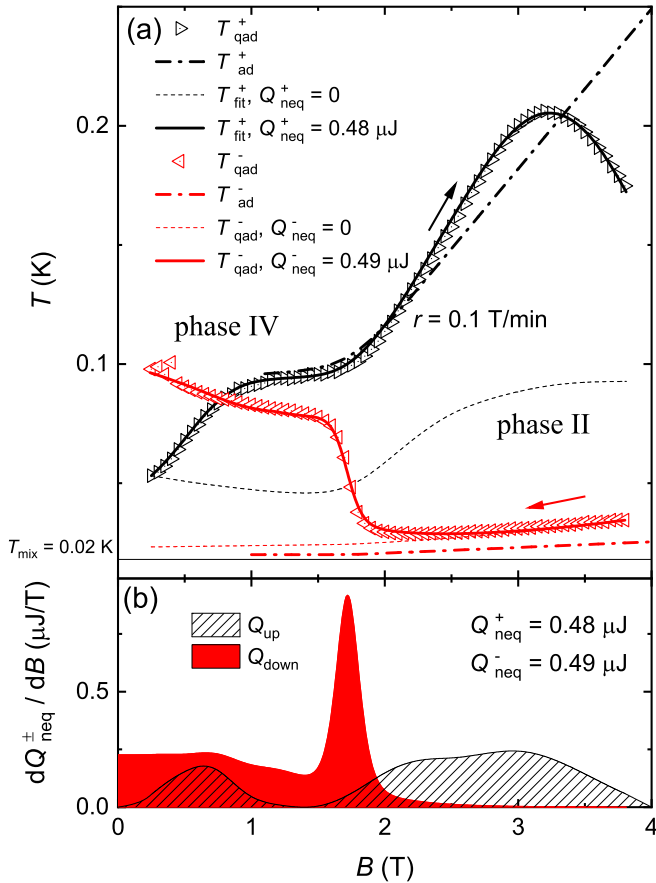 (a)
T⁺qad
T⁺ad
T⁺fit, Q⁺neq = 0
T⁺fit, Q⁺neq = 0.48 μJ
T⁻qad
T⁻ad
T⁻qad, Q⁻neq = 0
T⁻qad, Q⁻neq = 0.49 μJ
0.2
T (K)
phase IV
r = 0.1 T/min
0.1
phase II
Tmix = 0.02 K
(b)
Qup
Qdown
Q⁺neq = 0.48 μJ
Q⁻neq = 0.49 μJ
dQ±neq / dB (μJ/T)
0.5
0.0
0 1 2 3 4
B (T)